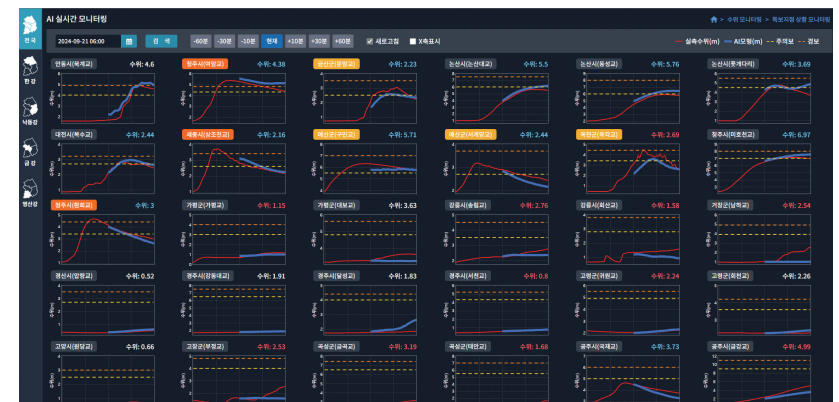 AI 실시간 모니터링
수위 모니터링 > 특보지점 상황 모니터링
전국
한강
낙동강
금강
영산강
2024-09-21 06:00
검 색
-60분 -30분 -10분 현재 +10분 +30분 +60분
새로고침 X축표시
실측수위(m) AI모형(m) 주의보 경보
안동시(묵계교) 수위: 4.6
청주시(여암교) 수위: 4.38
수위: 2.23
논산시(논산대교) 수위: 5.5
논산시(동성교) 수위: 5.76
논산시(풋개다리) 수위: 3.69
대전시(복수교) 수위: 2.44
세종시(상조천교) 수위: 2.16
예산군(구만교) 수위: 5.71
예산군(서계양교) 수위: 2.44
수위: 2.69
청주시(미호천교) 수위: 6.97
청주시(환희교) 수위: 3
가평군(가평교) 수위: 1.15
가평군(대보교) 수위: 3.63
강릉시(송림교) 수위: 2.76
강릉시(회산교) 수위: 1.58
거창군(남하교) 수위: 2.54
경산시(압량교) 수위: 0.52
경주시(강동대교) 수위: 1.91
경주시(달성교) 수위: 1.83
경주시(서천교) 수위: 0.8
고령군(귀원교) 수위: 2.24
고령군(회천교) 수위: 2.26
고양시(원당교) 수위: 0.66
고창군(부정교) 수위: 2.53
곡성군(금곡교) 수위: 3.19
곡성군(태안교) 수위: 1.68
공주시(국재교) 수위: 3.73
공주시(금강교) 수위: 4.99